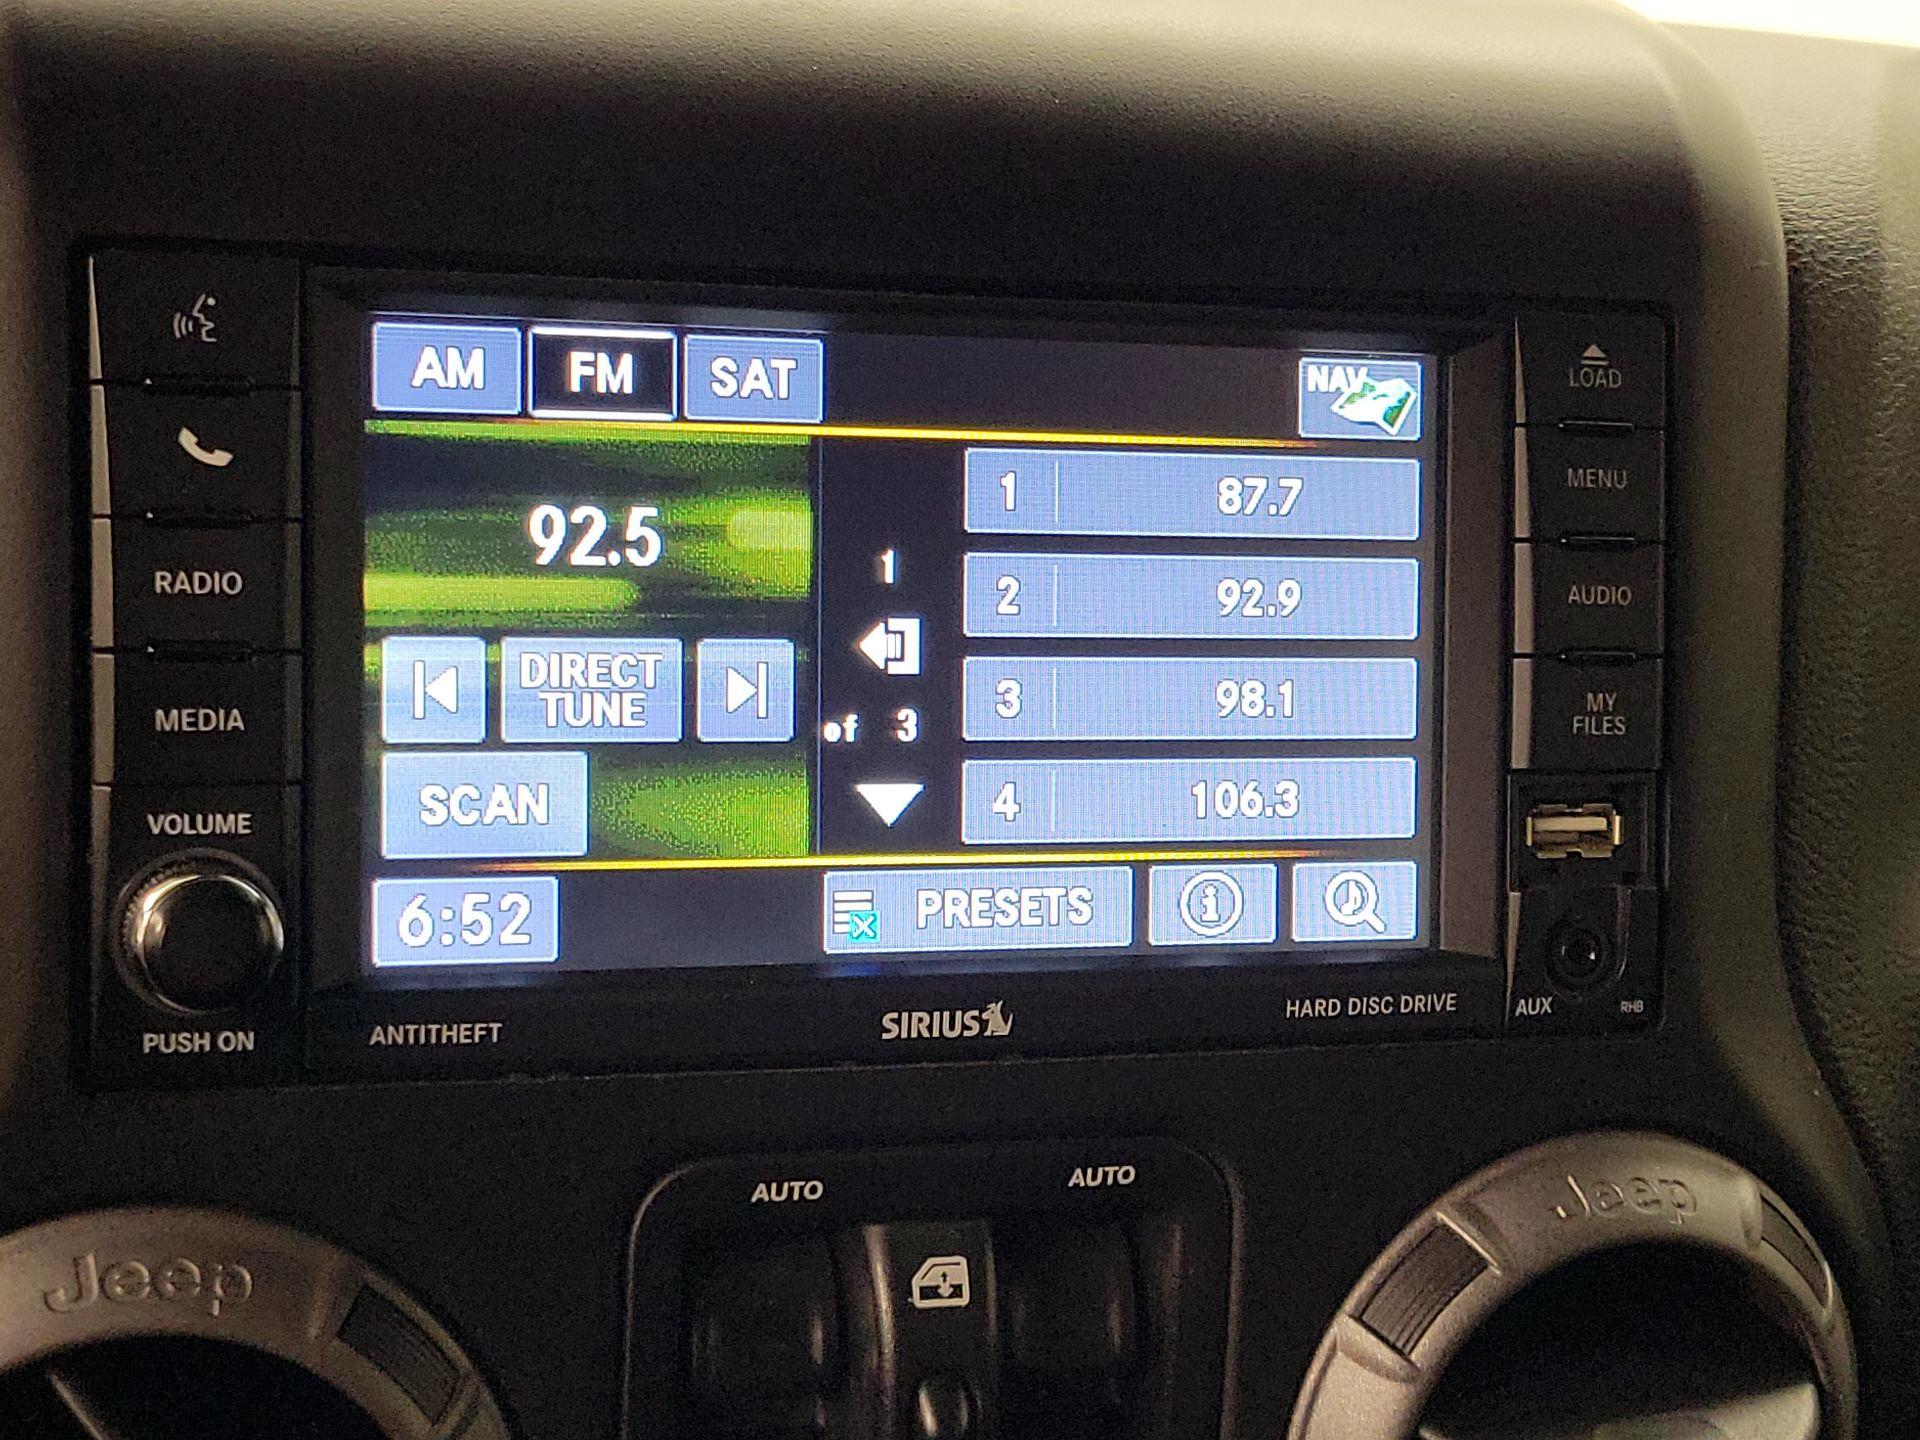 AM FM SAT NAV
LOAD
92.5
1 87.7
MENU
1
2 92.9
RADIO
AUDIO
DIRECT
TUNE
3 98.1
MY
FILES
MEDIA
of 3
SCAN
4 106.3
VOLUME
6:52 PRESETS i
PUSH ON
ANTITHEFT
SIRIUS
HARD DISC DRIVE
AUX
RHB
AUTO AUTO
Jeep Jeep